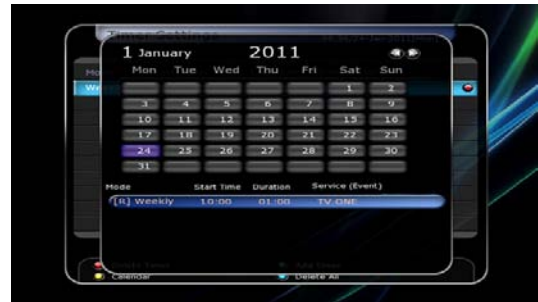 Timer Settings
1 January 2011
Mon Tue Wed Thu Fri Sat Sun
1 2
3 4 5 6 7 8 9
10 11 12 13 14 15 16
17 18 19 20 21 22 23
24 25 26 27 28 29 30
31
Mode Start Time Duration Service (Event)
[R] Weekly 10:00 01:00 TV ONE
Calendar Delete All